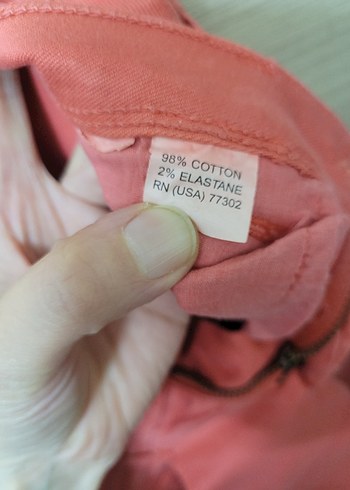 98% COTTON
2% ELASTANE
RN (USA) 77302